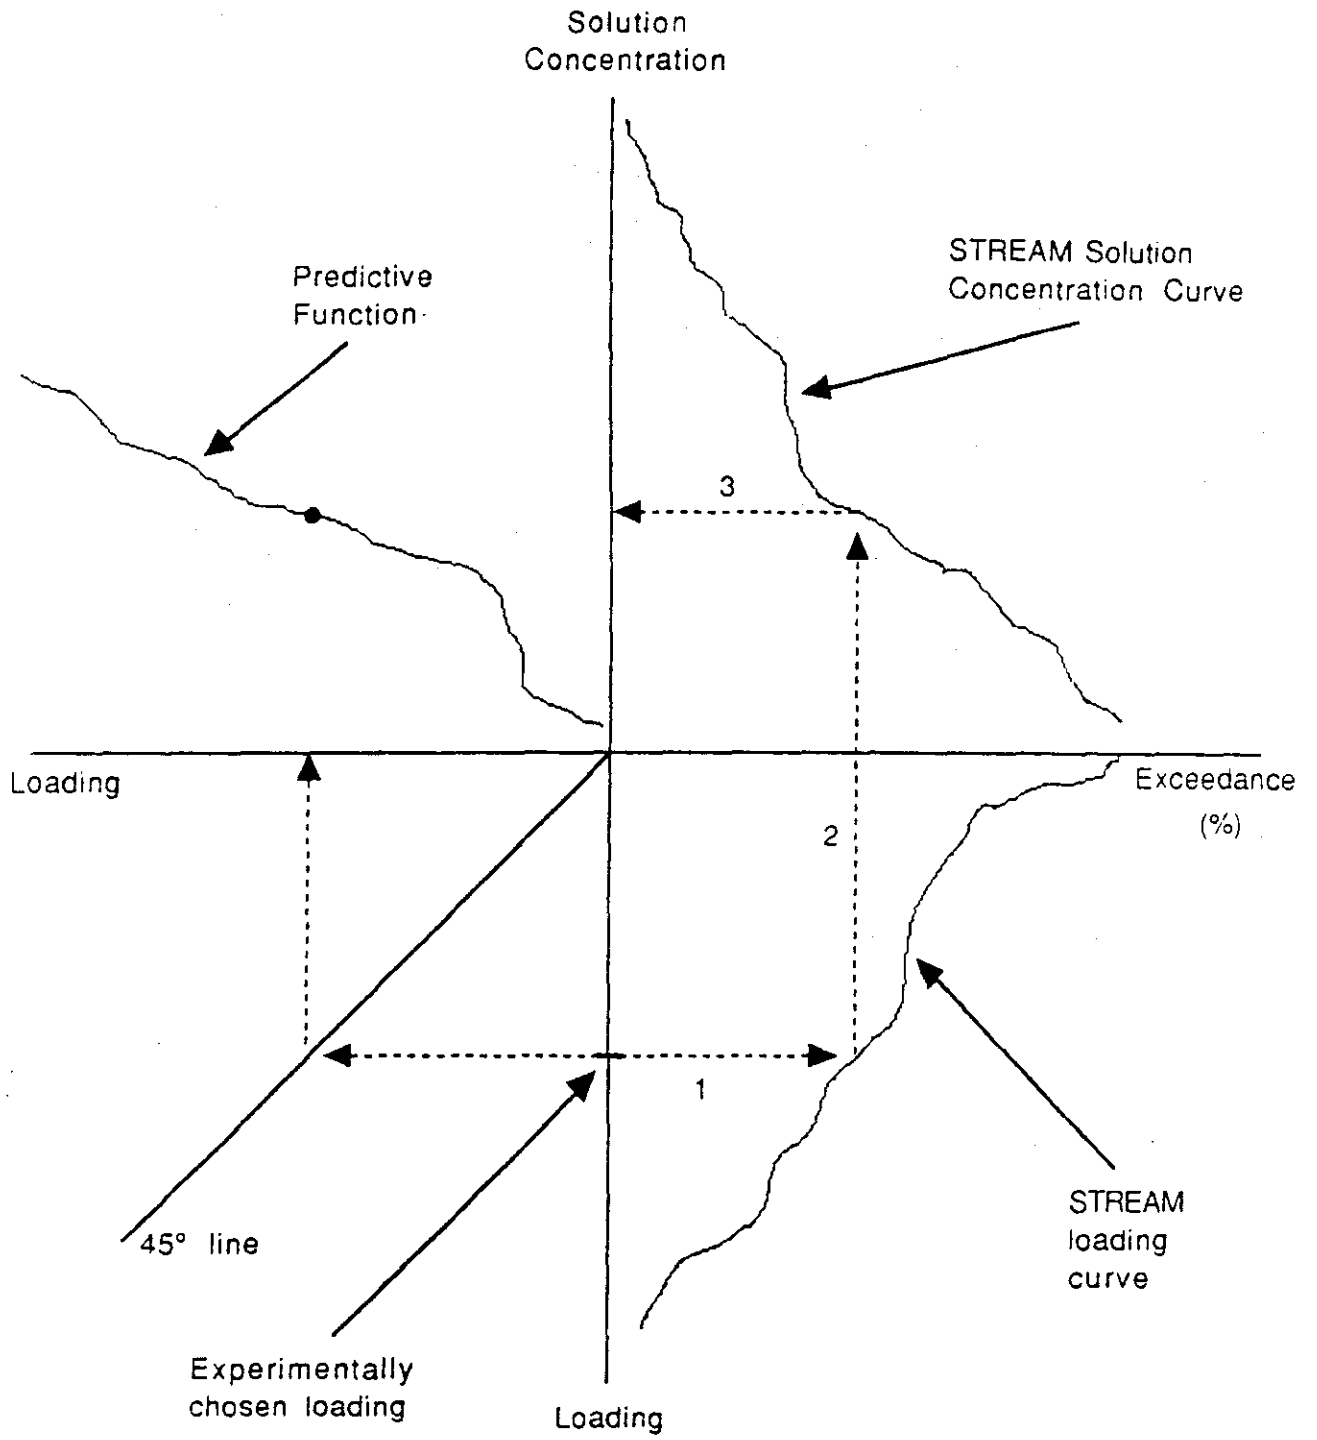 Solution
Concentration
STREAM Solution
Concentration Curve
Predictive
Function
3
Loading
Exceedance
(%)
2
1
STREAM
loading
curve
45° line
Experimentally
chosen loading
Loading